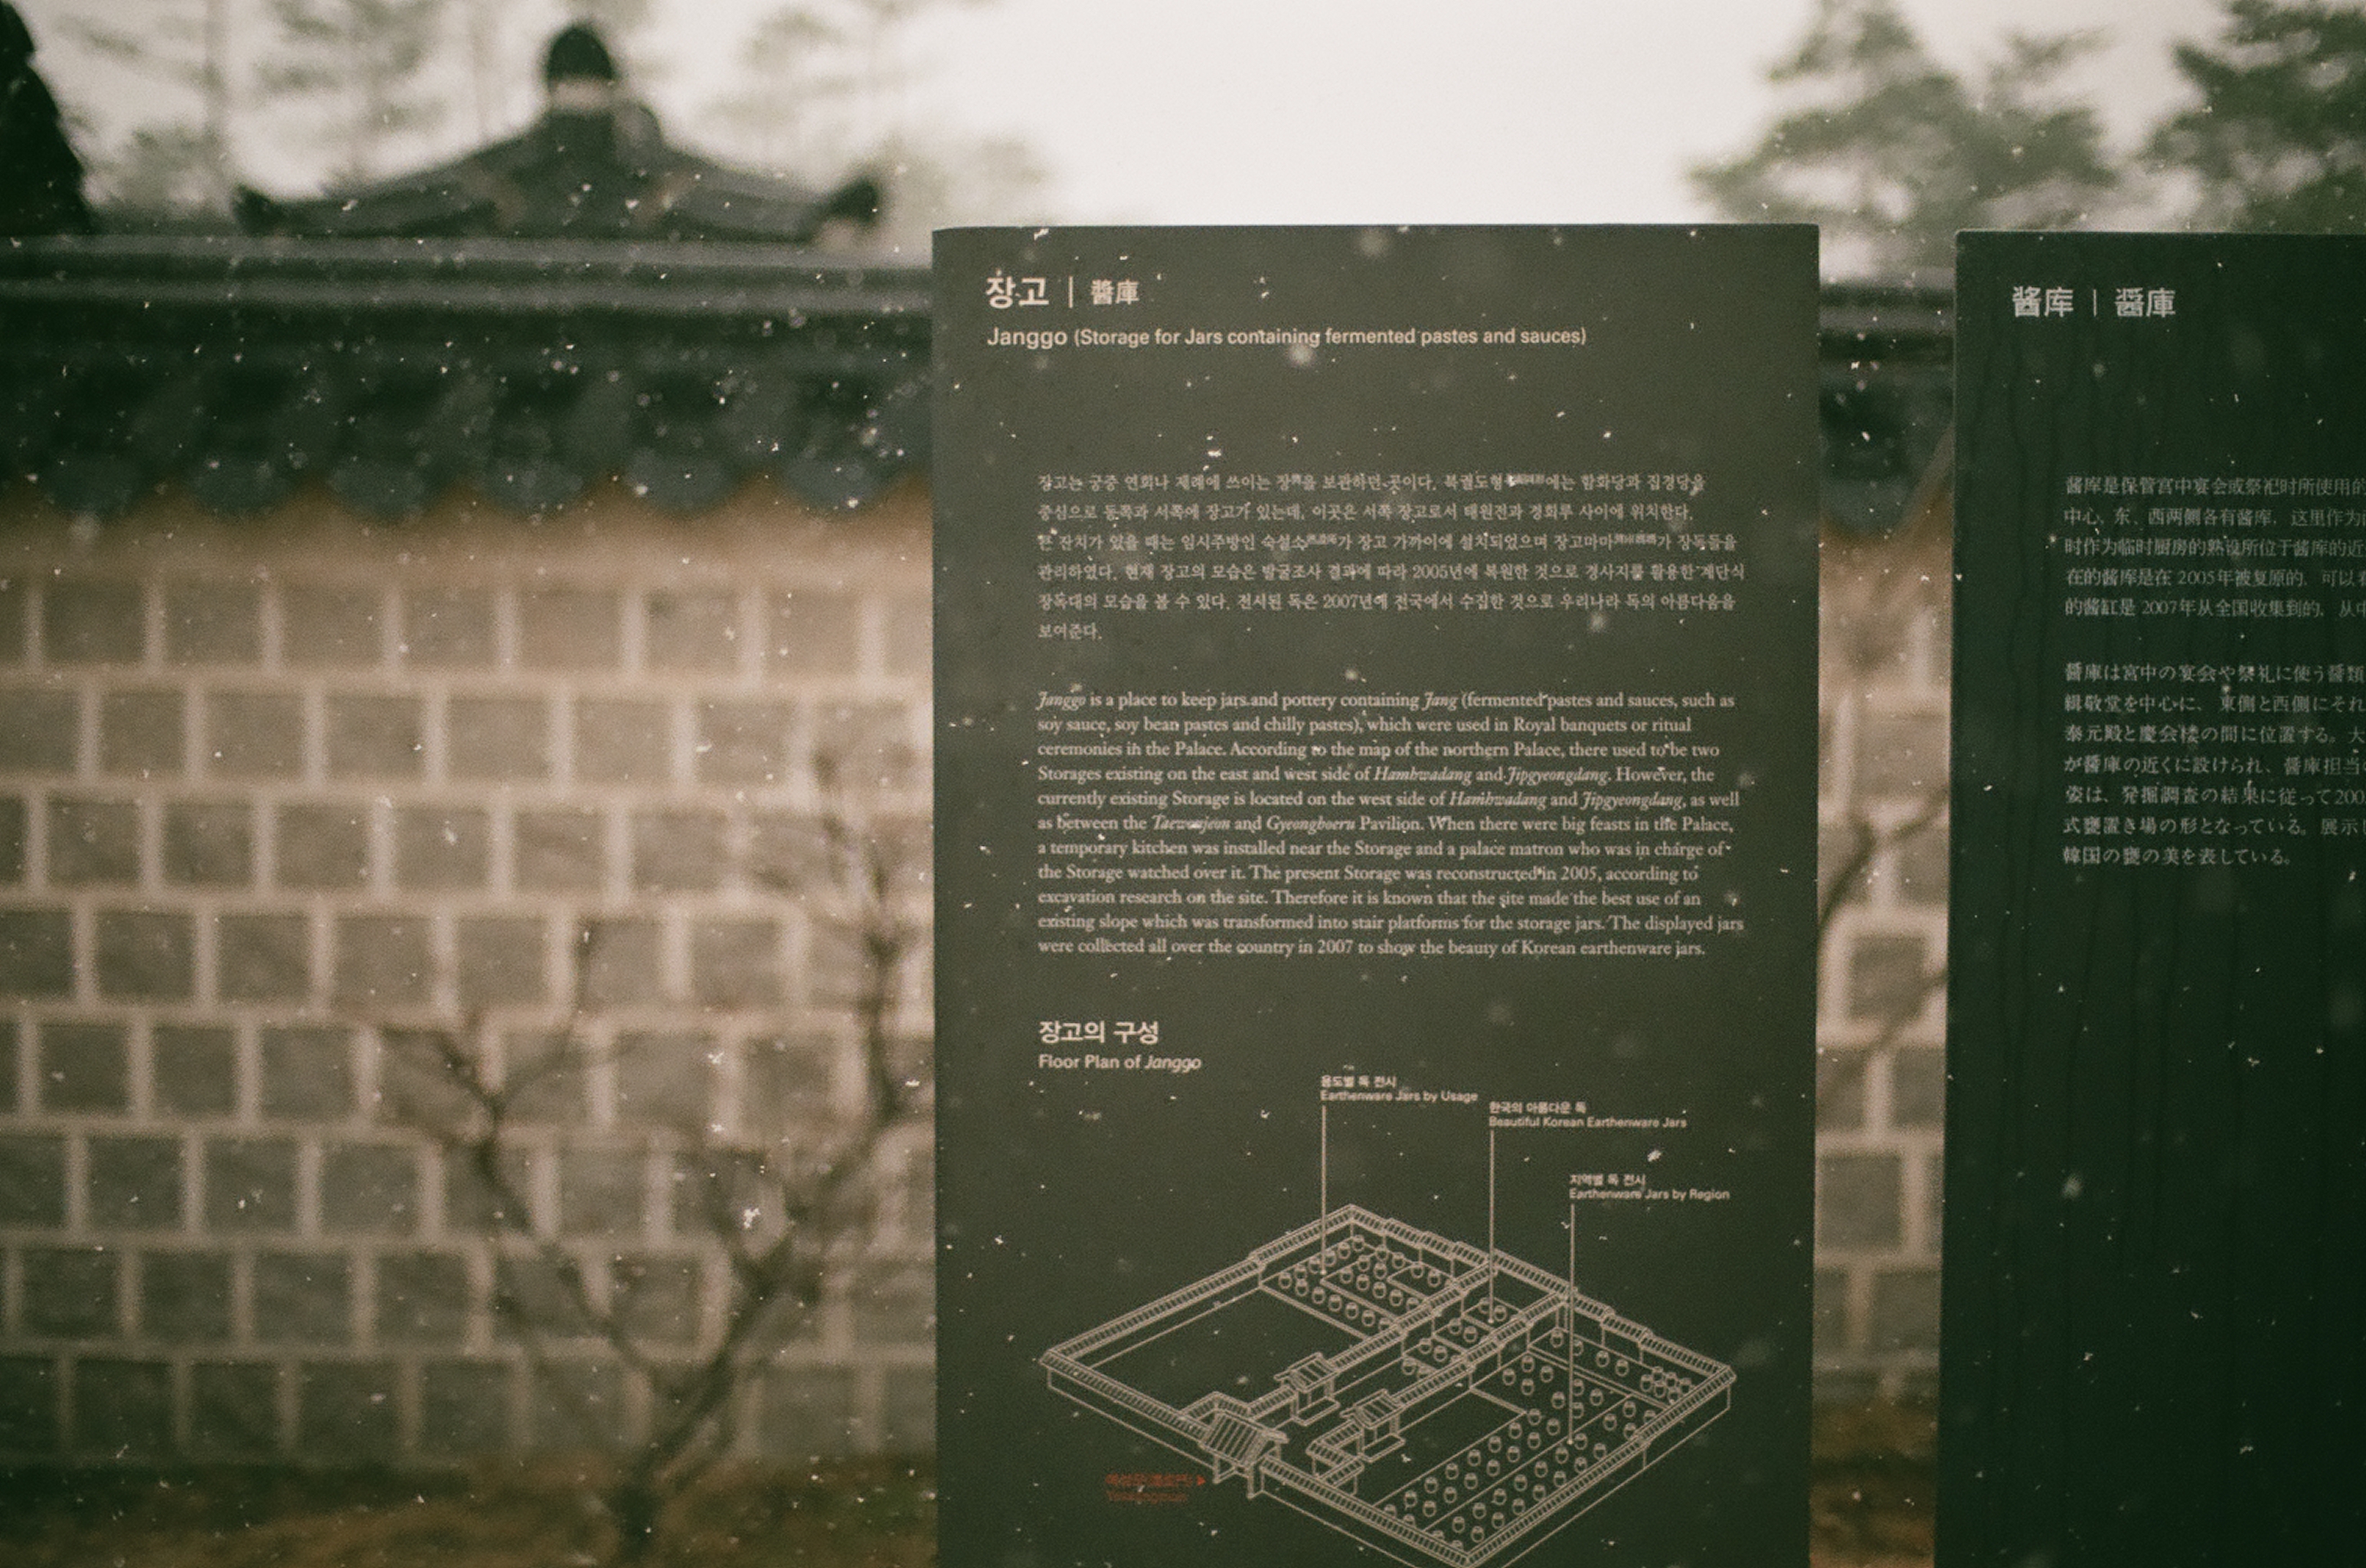 장고 | 醬庫
Janggo (Storage for Jars containing fermented pastes and sauces)
장고는 궁중 연회나 제례에 쓰이는 장醬을 보관하던 곳이다. 북궐도형에는 함화당과 집경당을
중심으로 동쪽과 서쪽에 장고가 있는데, 이곳은 서쪽 장고로서 태원전과 경회루 사이에 위치한다.
큰 잔치가 있을 때는 임시주방인 숙설소가 장고 가까이에 설치되었으며 장고마마가 장독들을
관리하였다. 현재 장고의 모습은 발굴조사 결과에 따라 2005년에 복원한 것으로 경사지를 활용한 계단식
장독대의 모습을 볼 수 있다. 전시된 독은 2007년에 전국에서 수집한 것으로 우리나라 독의 아름다움을
보여준다.
Janggo is a place to keep jars and pottery containing Jang (fermented pastes and sauces, such as
soy sauce, soy bean pastes and chilly pastes), which were used in Royal banquets or ritual
ceremonies in the Palace. According to the map of the northern Palace, there used to be two
Storages existing on the east and west side of Hamhwadang and Jipgyeongdang. However, the
currently existing Storage is located on the west side of Hamhwadang and Jipgyeongdang, as well
as between the Taewonjeon and Gyeonghoeru Pavilion. When there were big feasts in the Palace,
a temporary kitchen was installed near the Storage and a palace matron who was in charge of
the Storage watched over it. The present Storage was reconstructed in 2005, according to
excavation research on the site. Therefore it is known that the site made the best use of an
existing slope which was transformed into stair platforms for the storage jars. The displayed jars
were collected all over the country in 2007 to show the beauty of Korean earthenware jars.
장고의 구성
Floor Plan of Janggo
용도별 독 전시
Earthenware Jars by Usage
한국의 아름다운 독
Beautiful Korean Earthenware Jars
지역별 독 전시
Earthenware Jars by Region
酱库 | 醤庫
酱库是保管宫中宴会或祭祀时所使用的
中心, 东、西两侧各有酱库, 这里作为
时作为临时厨房的熟设所位于酱库的近
在的酱库是在 2005年被复原的, 可以
的酱缸是 2007年从全国收集到的, 从
醤庫は宮中の宴会や祭礼に使う醤類
緝敬堂を中心に、東側と西側にそれ
泰元殿と慶会楼の間に位置する。大
が醤庫の近くに設けられ、醤庫担当
姿は、発掘調査の結果に従って200
式甕置き場の形となっている。展示
韓国の甕の美を表している。